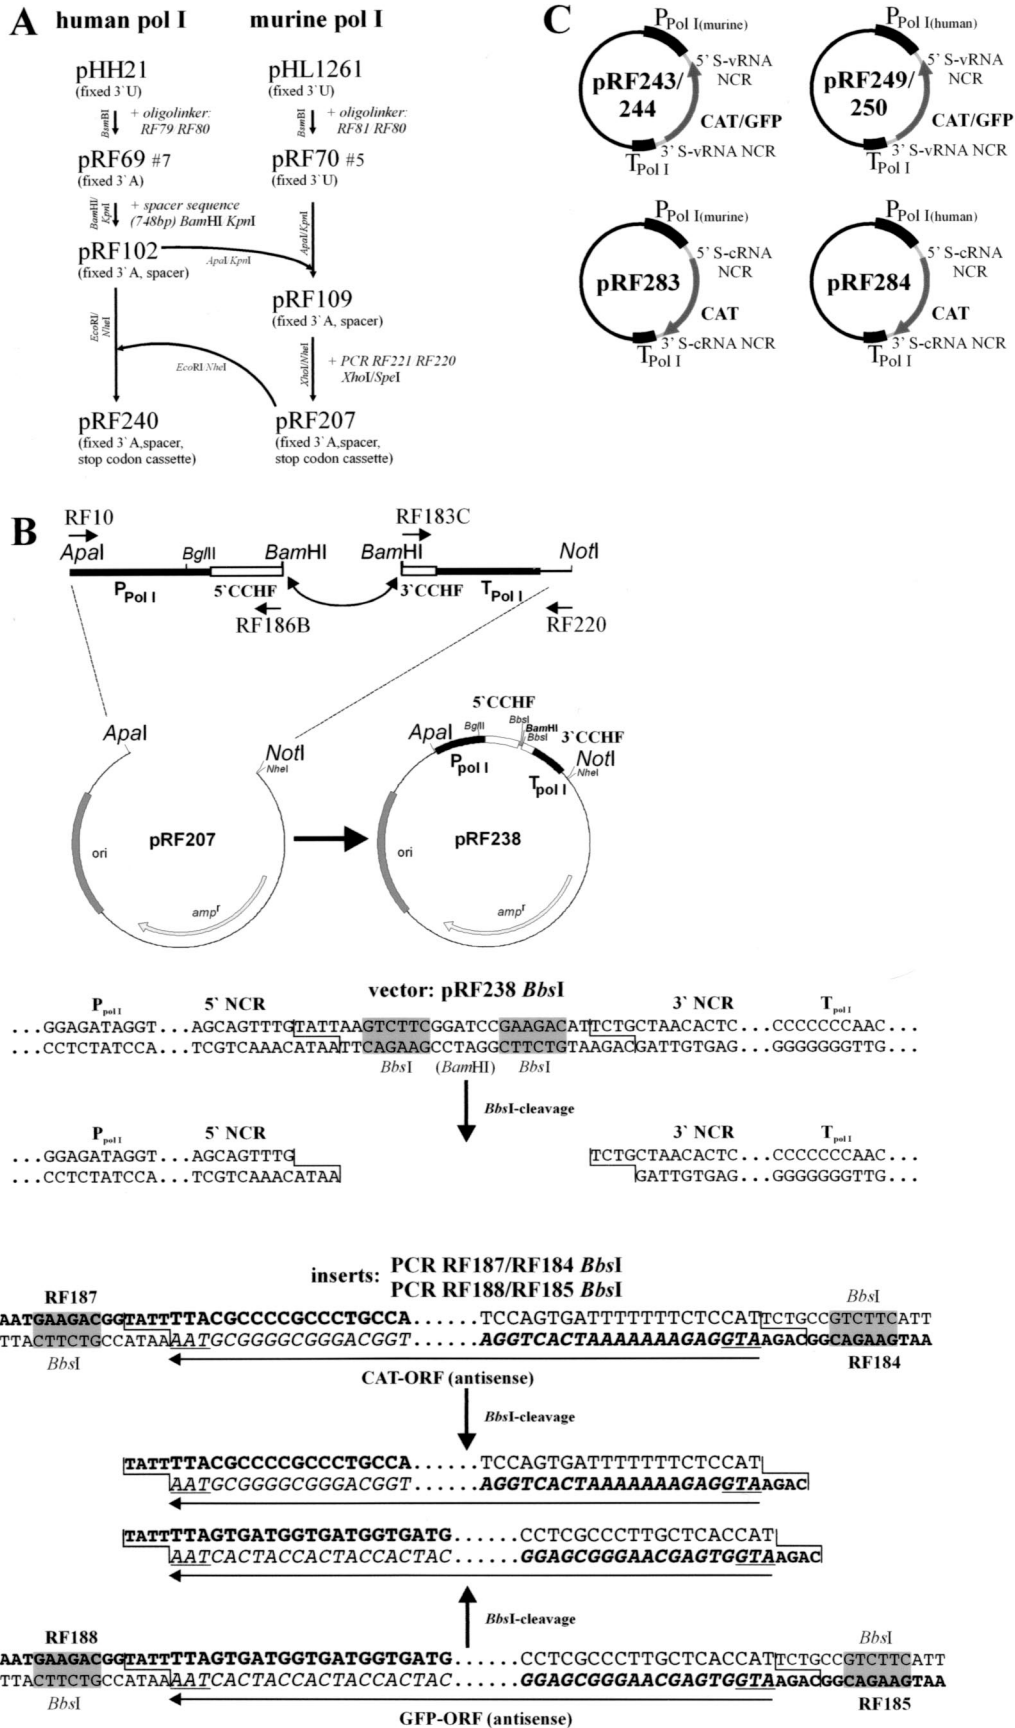 A
human pol I
murine pol I
pHH21
(fixed 3`U)
BsmBI
+ oligolinker:
RF79 RF80
pRF69 #7
(fixed 3`A)
BamHI/
KpnI
+ spacer sequence
(748bp) BamHI KpnI
pRF102
(fixed 3`A, spacer)
ApaI KpnI
EcoRI/
NheI
EcoRI NheI
pRF240
(fixed 3`A,spacer,
stop codon cassette)
pHL1261
(fixed 3`U)
BsmBI
+ oligolinker:
RF81 RF80
pRF70 #5
(fixed 3`U)
ApaI/KpnI
pRF109
(fixed 3`A, spacer)
XhoI/NheI
+ PCR RF221 RF220
XhoI/SpeI
pRF207
(fixed 3`A,spacer,
stop codon cassette)
C
PPol I(murine)
5` S-vRNA
NCR
pRF243/
244
CAT/GFP
3` S-vRNA NCR
TPol I
PPol I(human)
5` S-vRNA
NCR
pRF249/
250
CAT/GFP
3` S-vRNA NCR
TPol I
PPol I(murine)
5` S-cRNA
NCR
pRF283
CAT
3` S-cRNA NCR
TPol I
PPol I(human)
5` S-cRNA
NCR
pRF284
CAT
3` S-cRNA NCR
TPol I
B
RF10
RF183C
ApaI
BglII
BamHI
BamHI
NotI
PPol I
5`CCHF
3`CCHF
TPol I
RF186B
RF220
ApaI
NotI
NheI
pRF207
ori
ampr
5`CCHF
ApaI
BglII
BbsI
BamHI
BbsI
3`CCHF
NotI
NheI
Ppol I
Tpol I
pRF238
ori
ampr
vector: pRF238 BbsI
Ppol I 5` NCR 3` NCR Tpol I
...GGAGATAGGT...AGCAGTTTGTATTAAGTCTTCGGATCCGAAGACATTCTGCTAACACTC...CCCCCCCAAC...
...CCTCTATCCA...TCGTCAAACATAATTCAGAAGCCTAGGCTTCTGTAAGACGATTGTGAG...GGGGGGGTTG...
BbsI (BamHI) BbsI
BbsI-cleavage
Ppol I 5` NCR 3` NCR Tpol I
...GGAGATAGGT...AGCAGTTTG TCTGCTAACACTC...CCCCCCCAAC...
...CCTCTATCCA...TCGTCAAACATAA GATTGTGAG...GGGGGGGTTG...
inserts: PCR RF187/RF184 BbsI
PCR RF188/RF185 BbsI
RF187
BbsI
AATGAAGACGGTATTTTACGCCCCGCCCTGCCA......TCCAGTGATTTTTTTCTCCATTCTGCCGTCTTCATT
TTACTTCTGCCATAAAATGCGGGGCGGGACGGT......AGGTCACTAAAAAAAGAGGTAAGACGGCAGAAGTAA
BbsI
RF184
CAT-ORF (antisense)
BbsI-cleavage
TATTTTACGCCCCGCCCTGCCA......TCCAGTGATTTTTTTCTCCAT
AATGCGGGGCGGGACGGT......AGGTCACTAAAAAAAGAGGTAAGAC
TATTTTAGTGATGGTGATGGTGATG......CCTCGCCCTTGCTCACCAT
AATCACTACCACTACCACTAC......GGAGCGGGAACGAGTGGTAAGAC
BbsI-cleavage
RF188
BbsI
AATGAAGACGGTATTTTAGTGATGGTGATGGTGATG......CCTCGCCCTTGCTCACCATTCTGCCGTCTTCATT
TTACTTCTGCCATAAAATCACTACCACTACCACTAC......GGAGCGGGAACGAGTGGTAAGACGGCAGAAGTAA
BbsI
RF185
GFP-ORF (antisense)